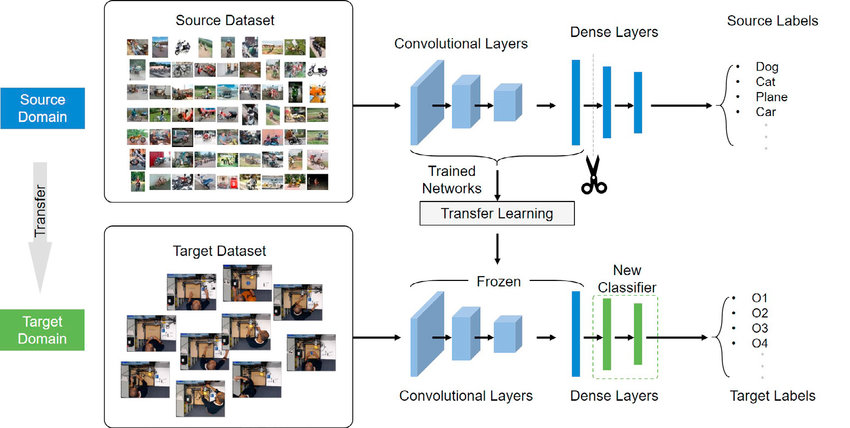 Source Dataset
Convolutional Layers
Dense Layers
Source Labels
Source
Domain
• Dog
• Cat
• Plane
• Car
Transfer
Trained
Networks
Transfer Learning
Target Dataset
Frozen
New
Classifier
Target
Domain
• O1
• O2
• O3
• O4
Convolutional Layers
Dense Layers
Target Labels